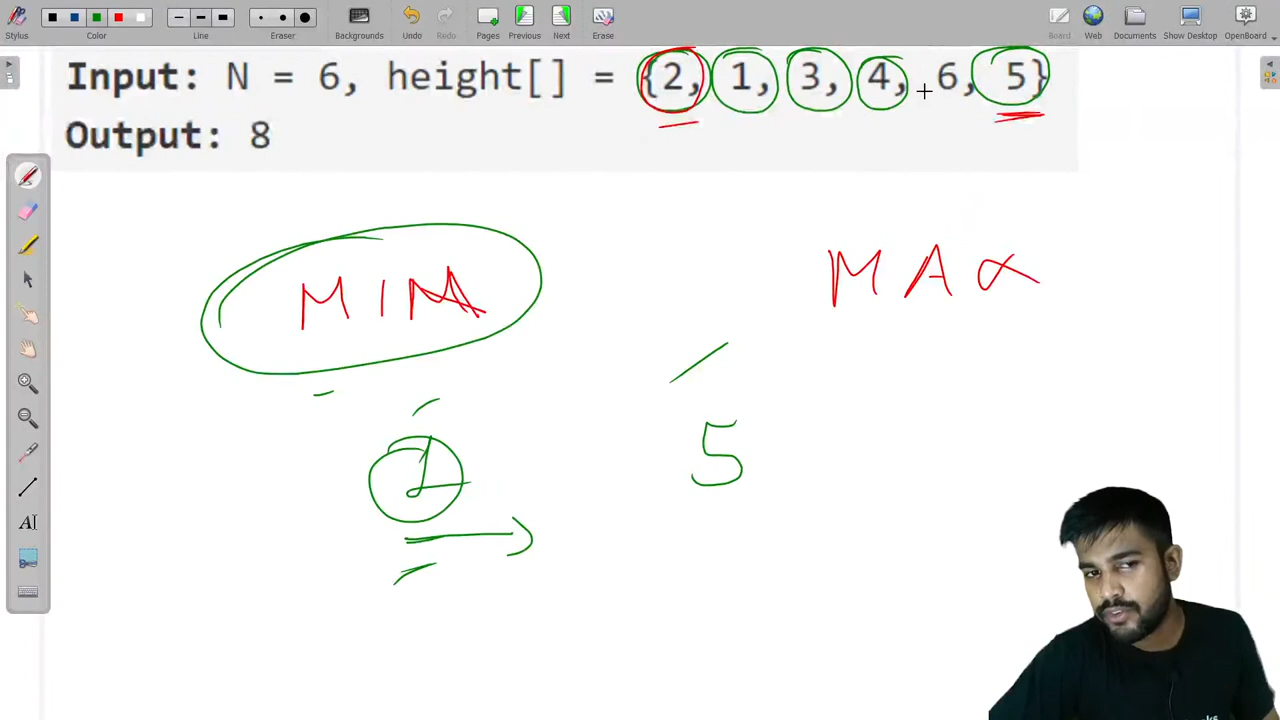 Stylus
Color
Line
Eraser
Backgrounds
Undo
Redo
Pages
Previous
Next
Erase
Board
Web
Documents
Show Desktop
OpenBoard
Input: N = 6, height[] = {2, 1, 3, 4, 6, 5}
Output: 8
MIN
MAX
1
5